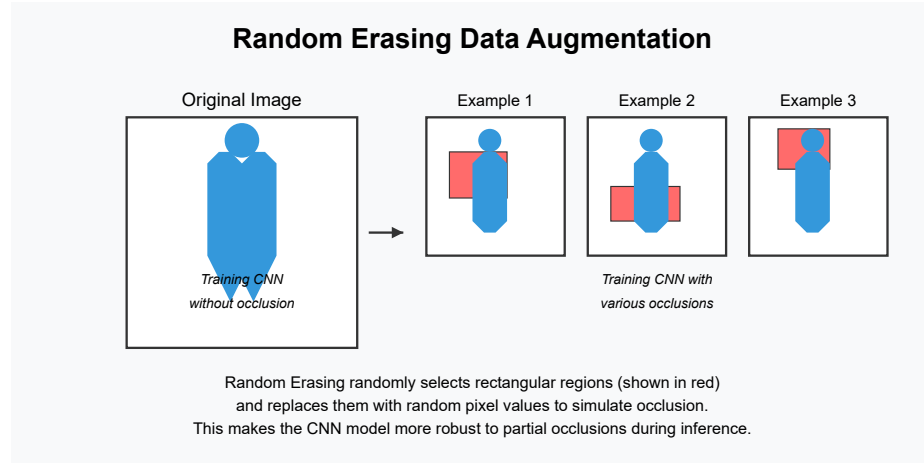 Random Erasing Data Augmentation
Original Image
Example 1
Example 2
Example 3
Training CNN
without occlusion
Training CNN with
various occlusions
Random Erasing randomly selects rectangular regions (shown in red)
and replaces them with random pixel values to simulate occlusion.
This makes the CNN model more robust to partial occlusions during inference.